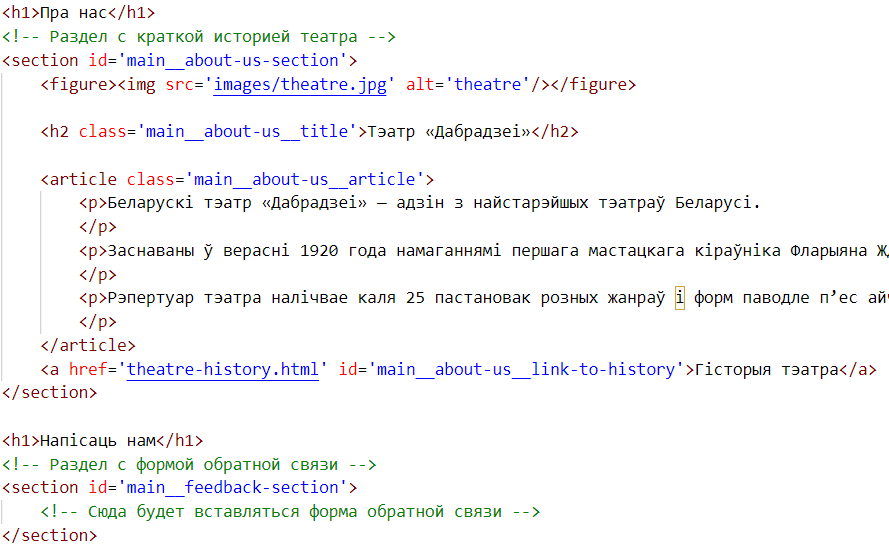 <h1>Пра нас</h1>
<!-- Раздел с краткой историей театра -->
<section id='main__about-us-section'>
<figure><img src='images/theatre.jpg' alt='theatre'/></figure>
<h2 class='main__about-us__title'>Тэатр «Дабрадзеі»</h2>
<article class='main__about-us__article'>
<p>Беларускі тэатр «Дабрадзеі» – адзін з найстарэйшых тэатраў Беларусі.
</p>
<p>Заснаваны ў верасні 1920 года намаганнямі першага мастацкага кіраўніка Фларыяна
</p>
<p>Рэпертуар тэатра налічвае каля 25 пастановак розных жанраў і форм паводле п’ес
</p>
</article>
<a href='theatre-history.html' id='main__about-us__link-to-history'>Гісторыя тэатра</a>
</section>
<h1>Напісаць нам</h1>
<!-- Раздел с формой обратной связи -->
<section id='main__feedback-section'>
<!-- Сюда будет вставляться форма обратной связи -->
</section>